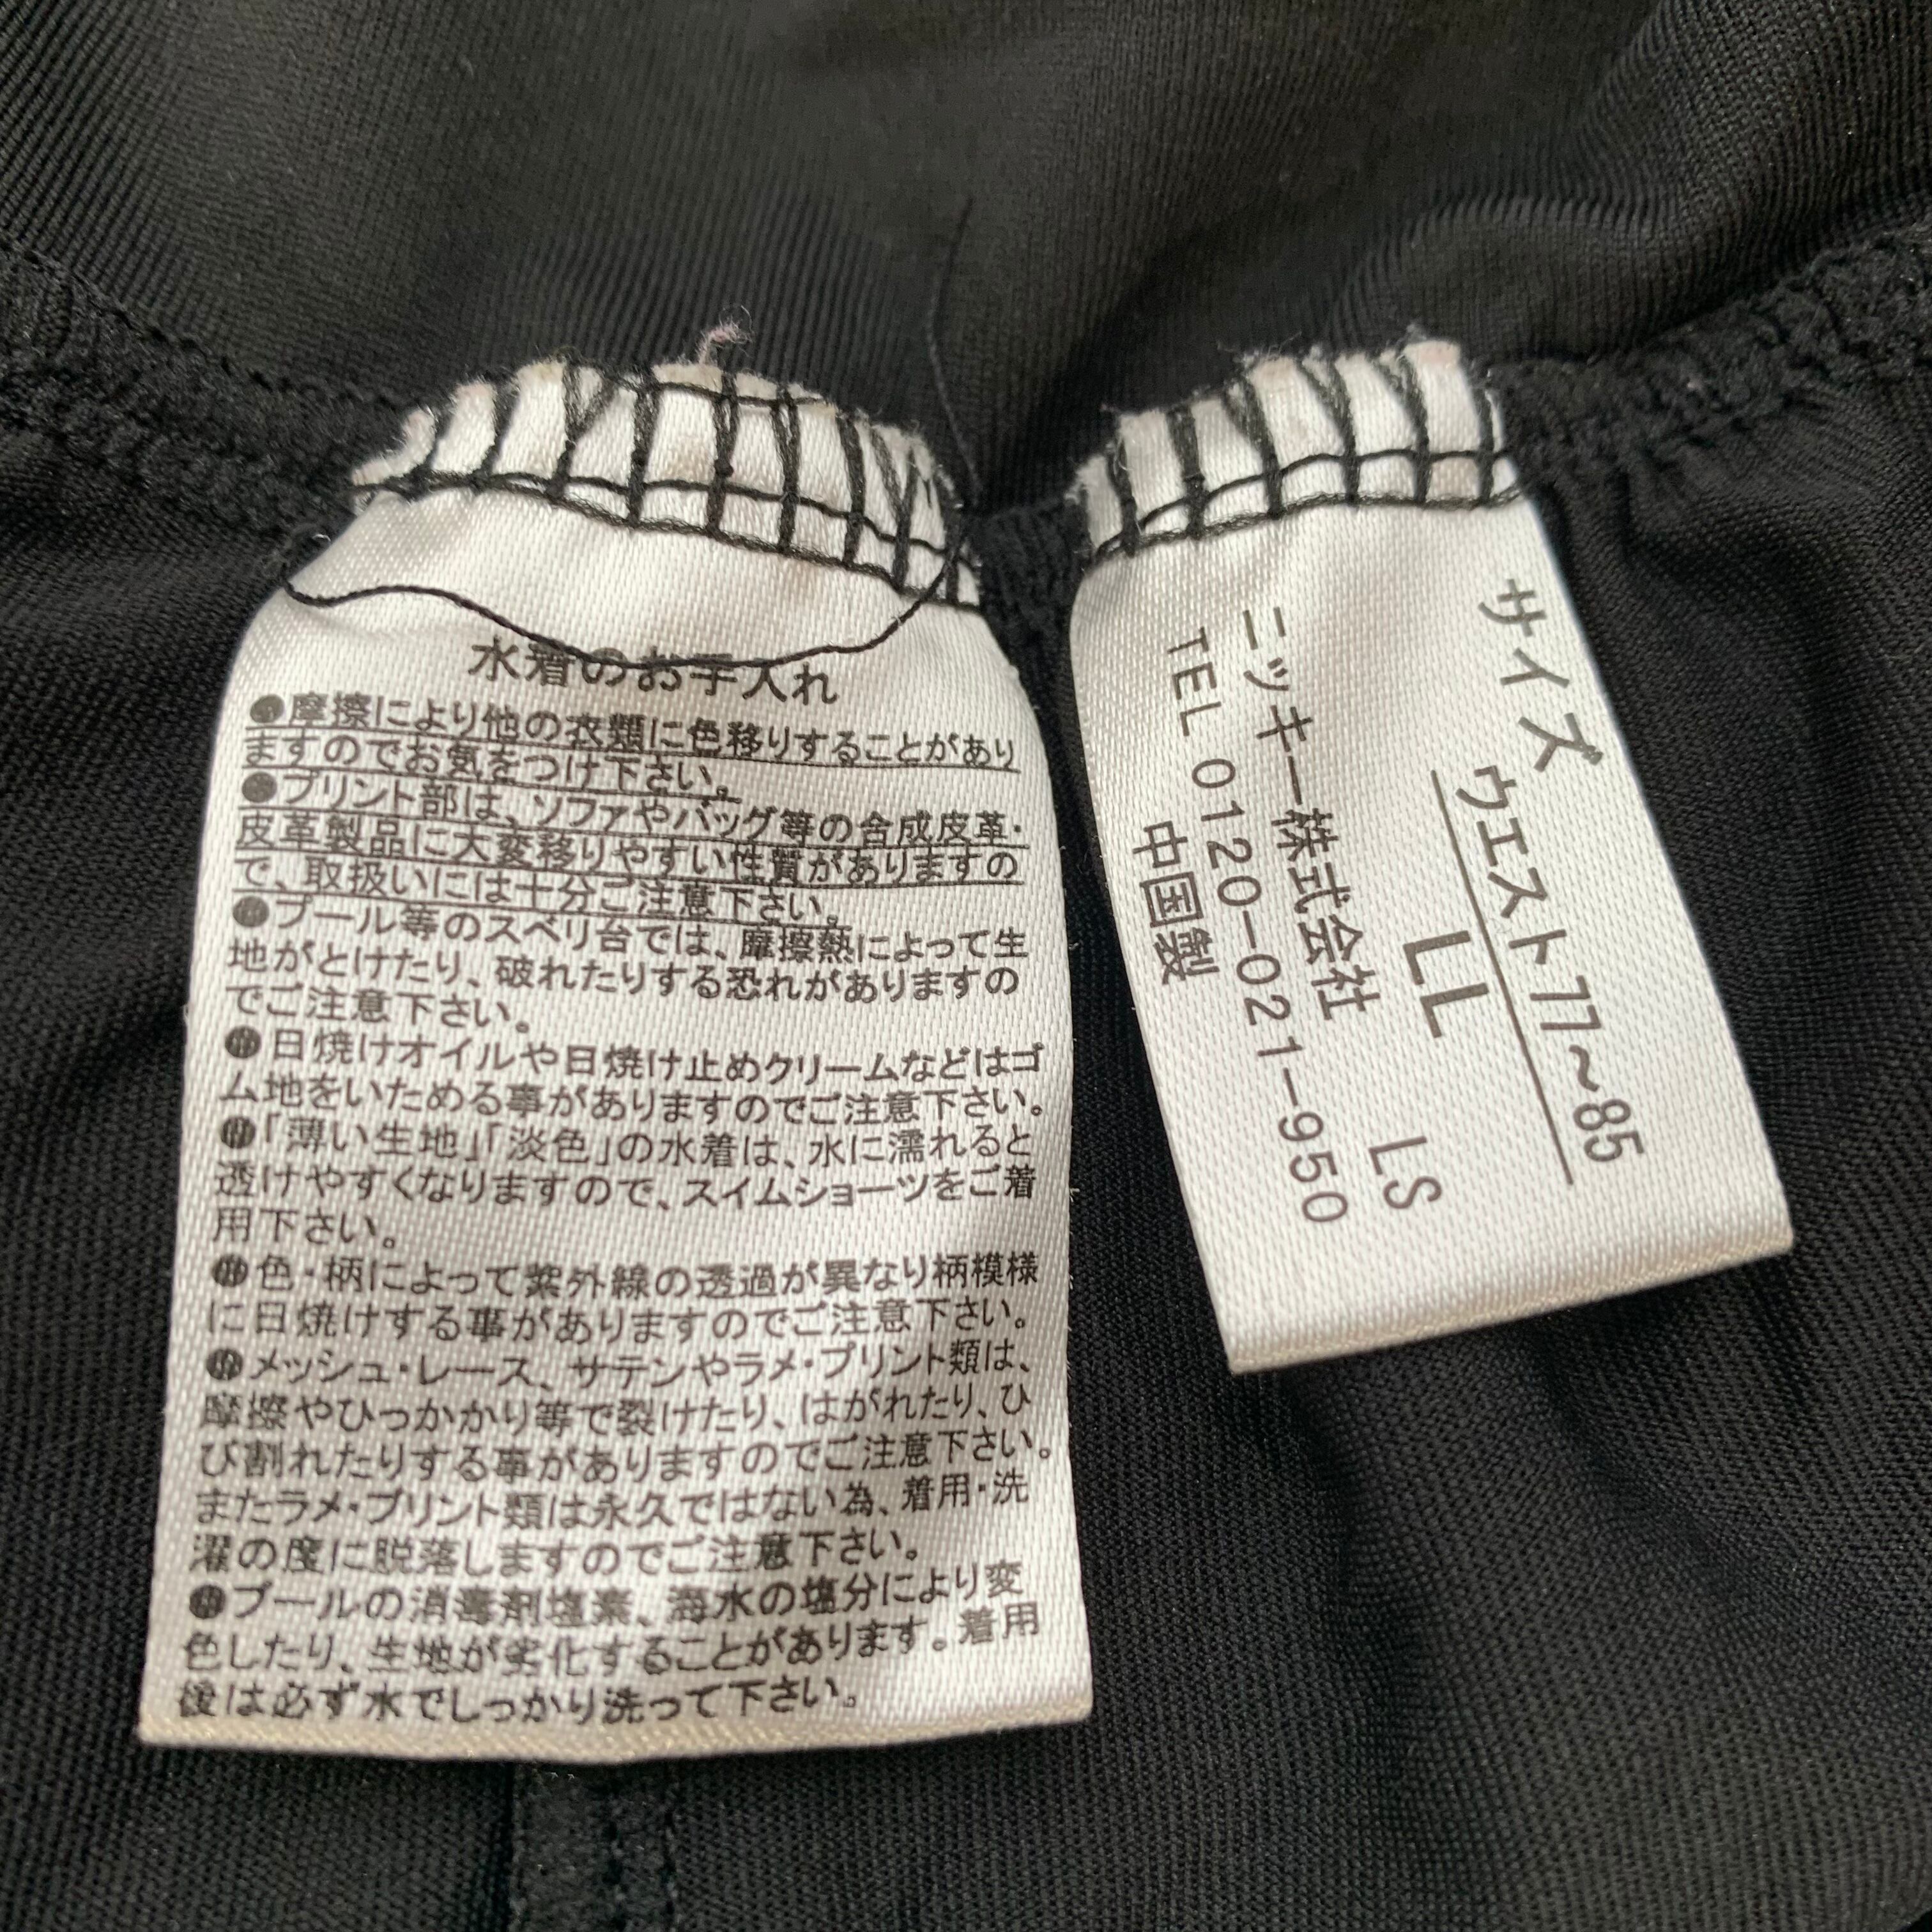 水着のお手入れ
●摩擦により他の衣類に色移りすることがあり
ますのでお気をつけ下さい。
●プリント部は、ソファやバッグ等の合成皮革・
皮革製品に大変移りやすい性質がありますの
で、取扱いには十分ご注意下さい。
●プール等のスベリ台では、摩擦熱によって生
地がとけたり、破れたりする恐れがありますの
でご注意下さい。
●日焼けオイルや日焼け止めクリームなどはゴ
ム地をいためる事がありますのでご注意下さい。
●「薄い生地」「淡色」の水着は、水に濡れると
透けやすくなりますので、スイムショーツをご着
用下さい。
●色・柄によって紫外線の透過が異なり柄模様
に日焼けする事がありますのでご注意下さい。
●メッシュ・レース、サテンやラメ・プリント類は、
摩擦やひっかかり等で裂けたり、はがれたり、ひ
び割れたりする事がありますのでご注意下さい。
またラメ・プリント類は永久ではない為、着用・洗
濯の度に脱落しますのでご注意下さい。
●プールの消毒剤塩素、海水の塩分により変
色したり、生地が劣化することがあります。着用
後は必ず水でしっかり洗って下さい。
サイズ
ウエスト77～85
LL
LS
ニッキー株式会社
TEL 0120-021-950
中国製